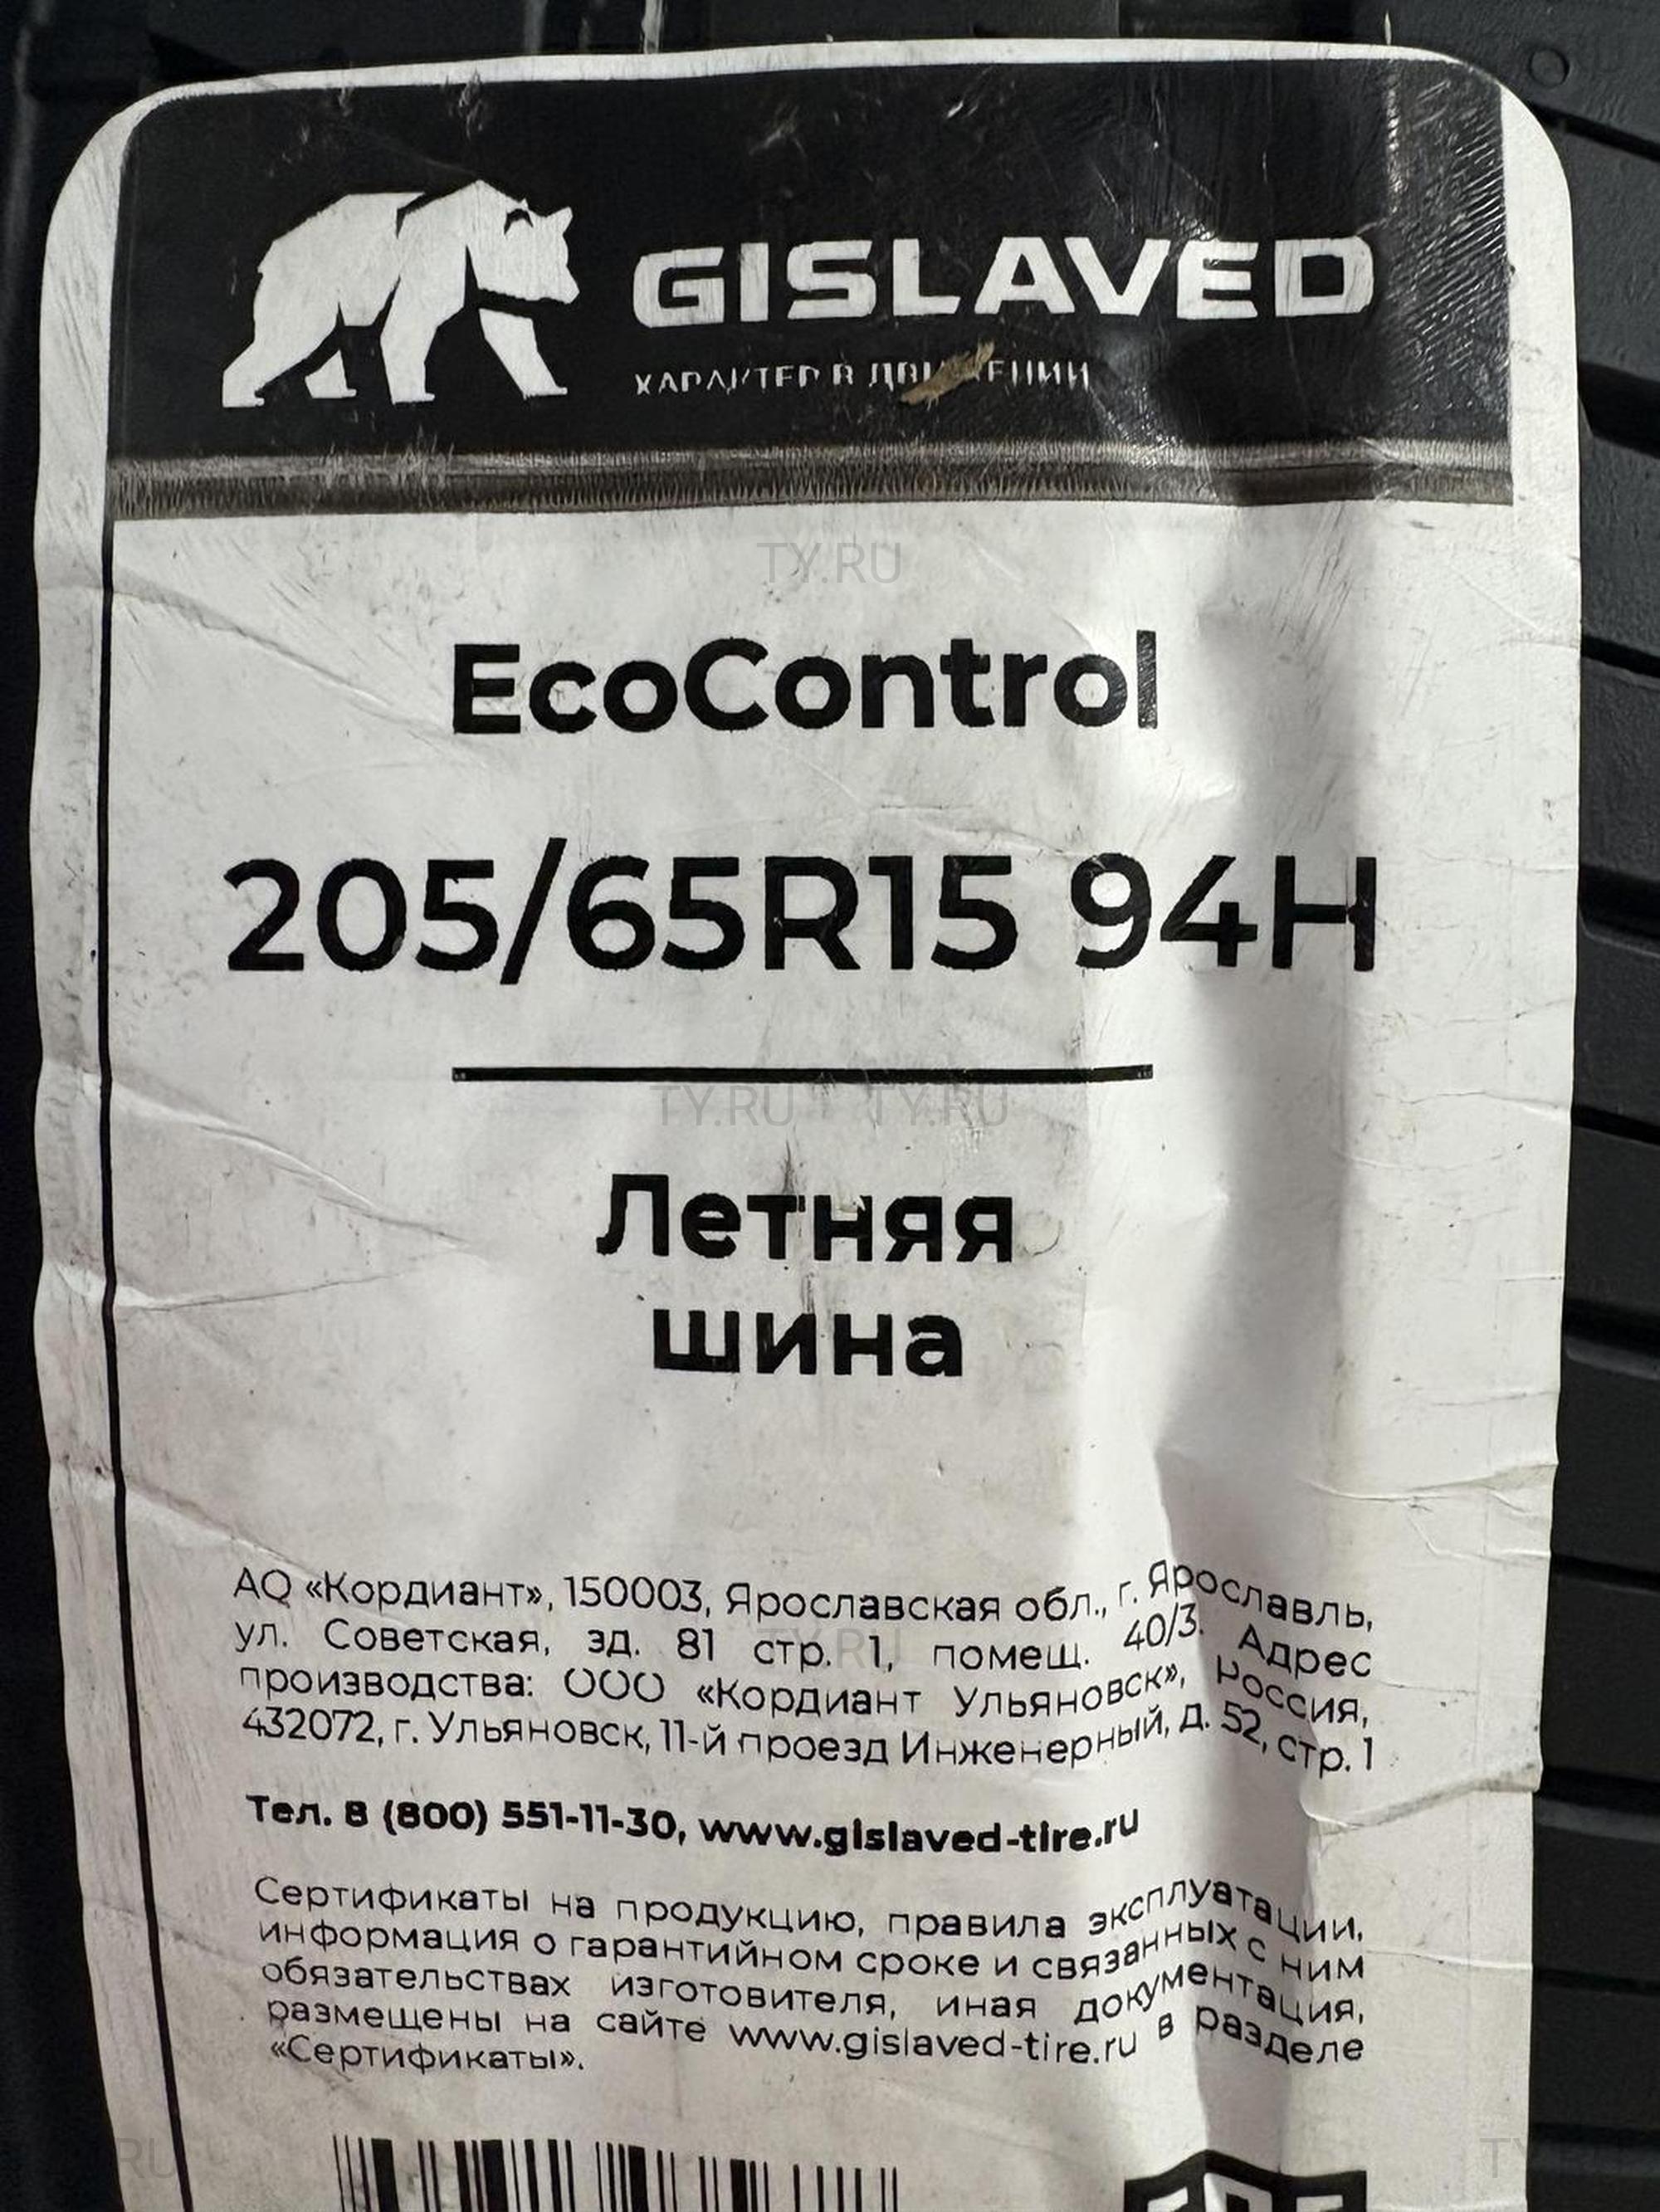 GISLAVED
ХАРАКТЕР В ДВИЖЕНИИ
TY.RU
EcoControl
205/65R15 94H
TY.RU TY.RU
Летняя
шина
АО «Кордиант», 150003, Ярославская обл., г. Ярославль,
ул. Советская, зд. 81 стр. 1, помещ. 40/3. Адрес
TY.RU
производства: ООО «Кордиант Ульяновск», Россия,
432072, г. Ульяновск, 11-й проезд Инженерный, д. 52, стр. 1
Тел. 8 (800) 551-11-30, www.gislaved-tire.ru
Сертификаты на продукцию, правила эксплуатации,
информация о гарантийном сроке и связанных с ним
обязательствах изготовителя, иная документация,
размещены на сайте www.gislaved-tire.ru в разделе
«Сертификаты».